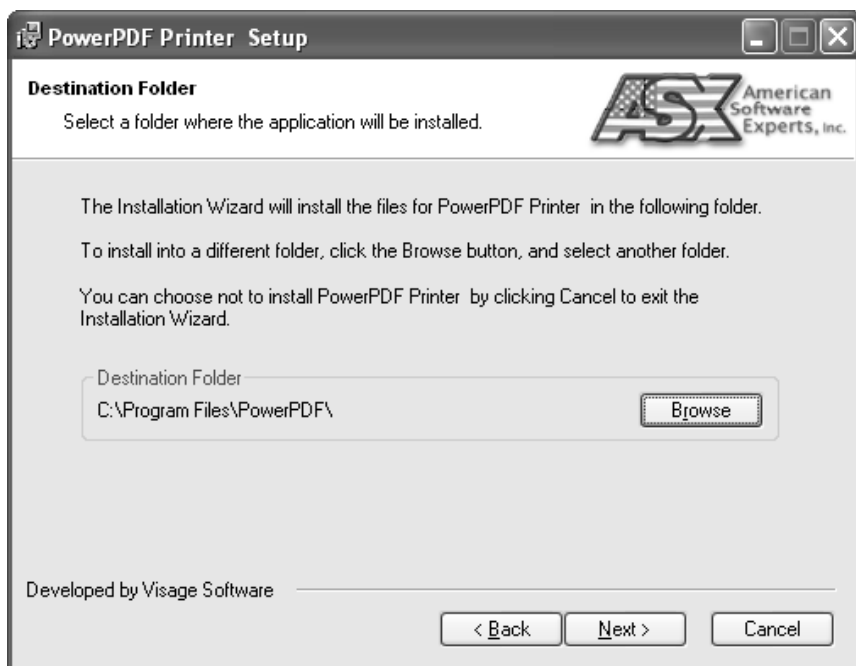 PowerPDF Printer Setup
Destination Folder
Select a folder where the application will be installed.
ASX
American
Software
Experts, Inc.
The Installation Wizard will install the files for PowerPDF Printer in the following folder.
To install into a different folder, click the Browse button, and select another folder.
You can choose not to install PowerPDF Printer by clicking Cancel to exit the
Installation Wizard.
Destination Folder
C:\Program Files\PowerPDF\
Browse
Developed by Visage Software
< Back
Next >
Cancel